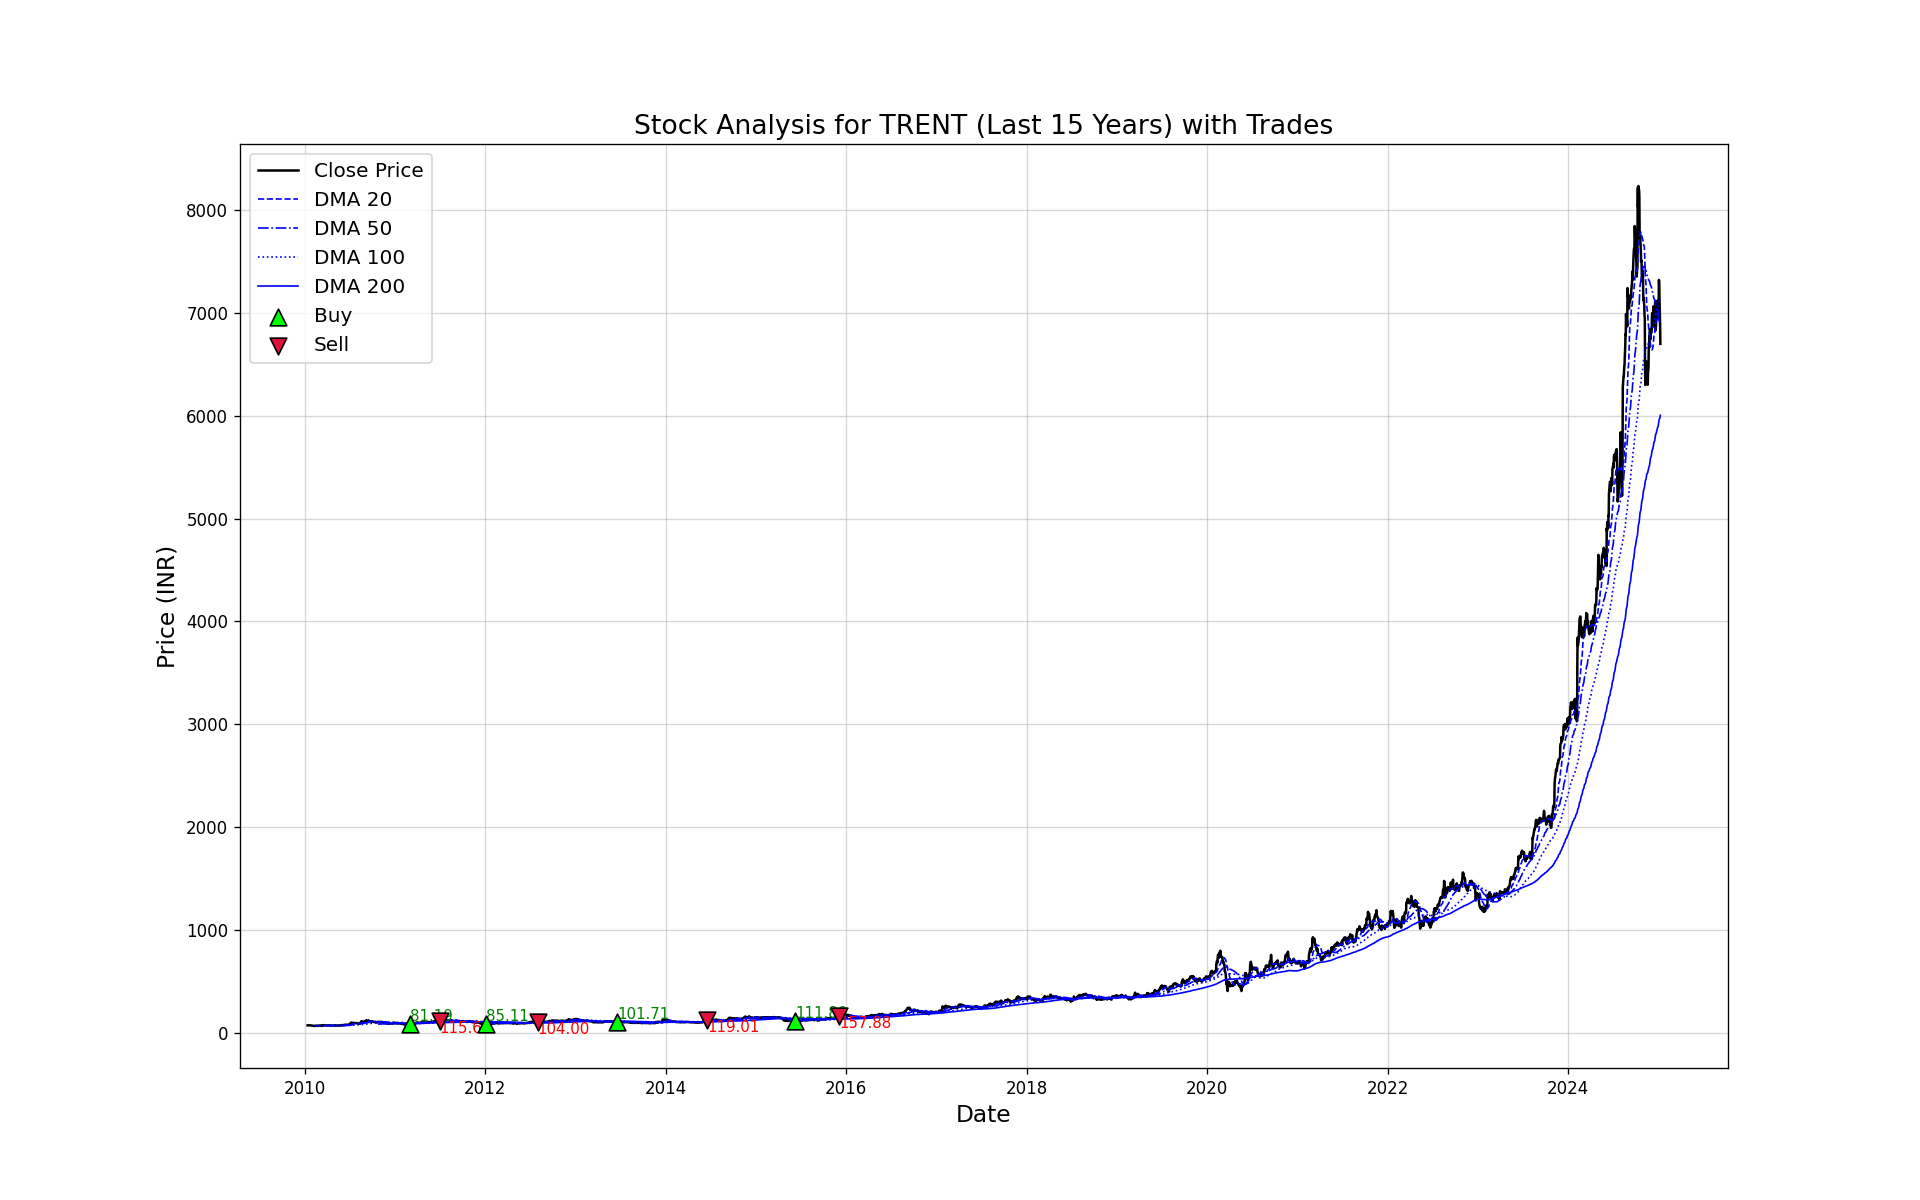 Stock Analysis for TRENT (Last 15 Years) with Trades
Close Price
DMA 20
DMA 50
DMA 100
DMA 200
Buy
Sell
8000
7000
6000
5000
4000
3000
2000
1000
0
Price (INR)
85.11
104.00
101.71
119.01
157.88
2010
2012
2014
2016
2018
2020
2022
2024
Date